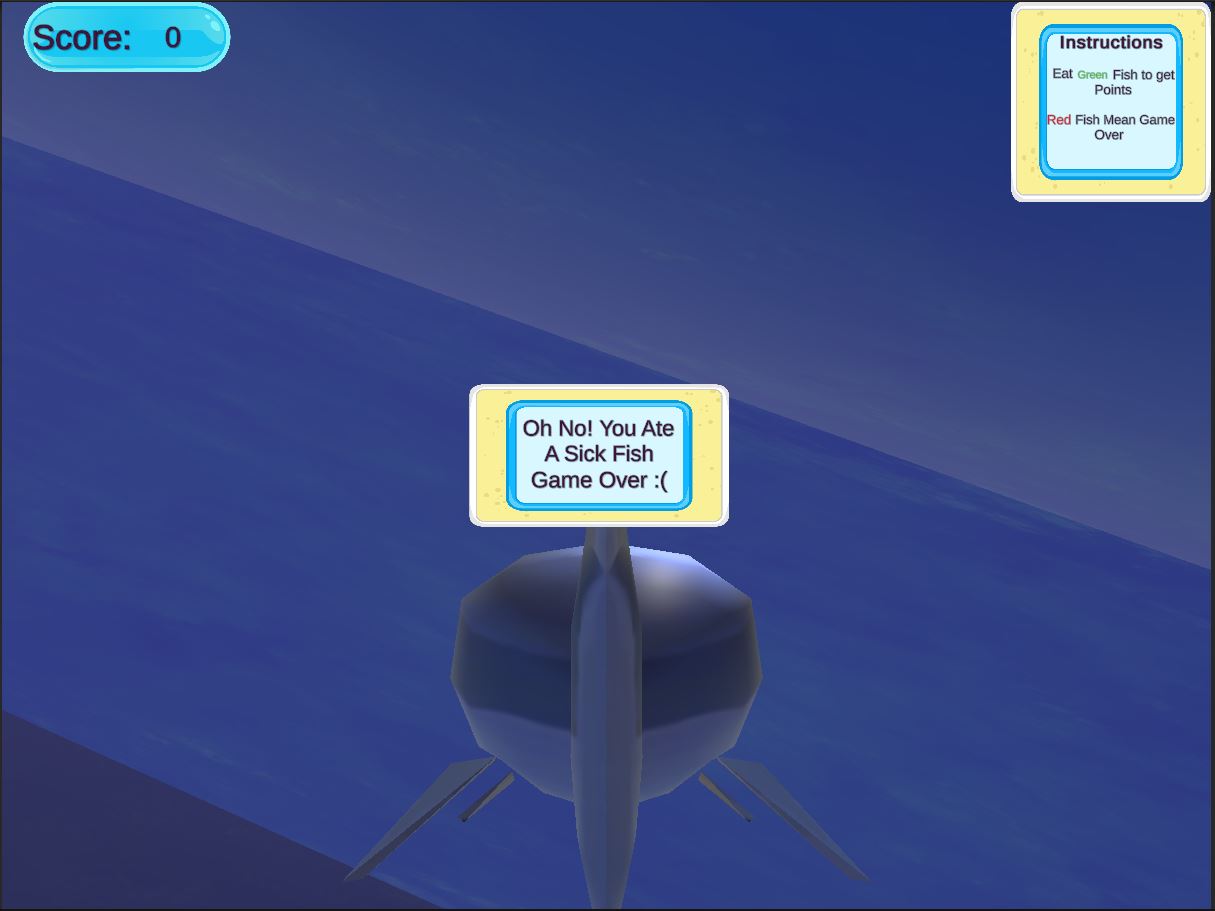 Score: 0
Instructions
Eat Green Fish to get
Points
Red Fish Mean Game
Over
Oh No! You Ate
A Sick Fish
Game Over :(